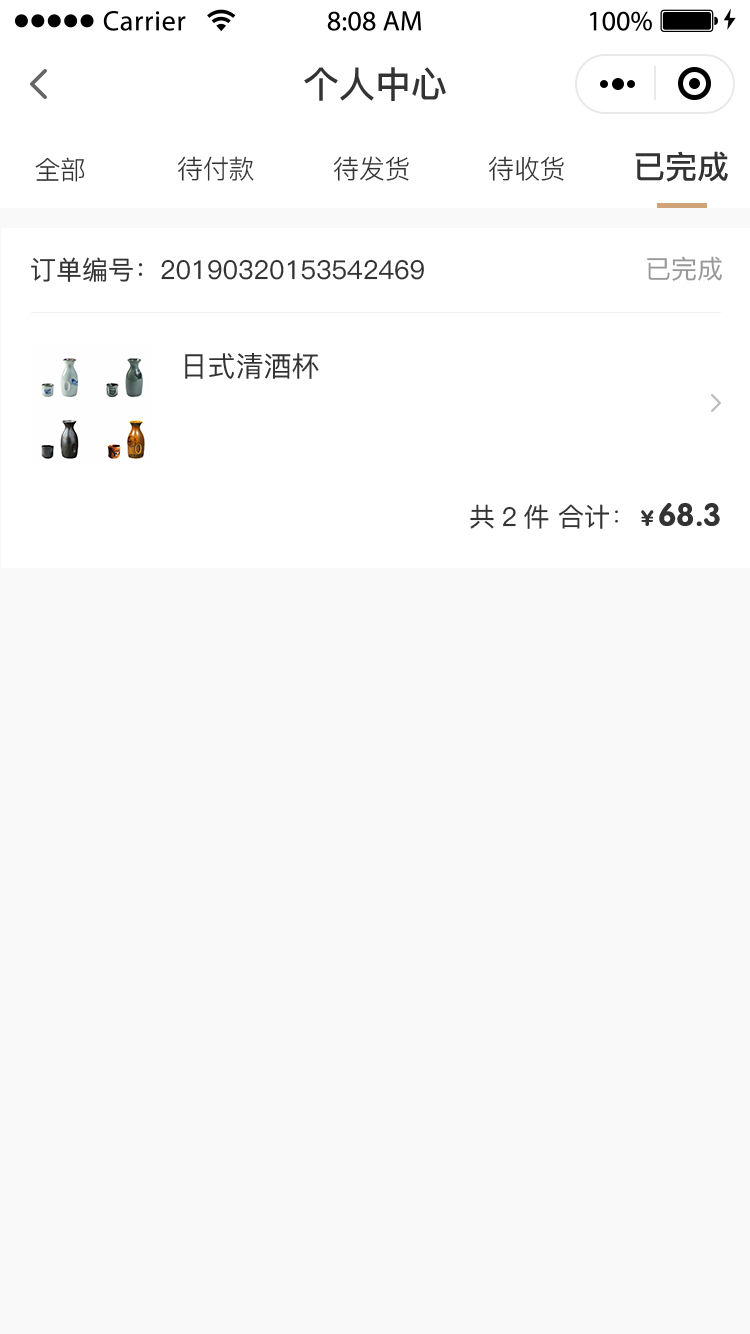 Carrier 8:08 AM 100%
个人中心
全部 待付款 待发货 待收货 已完成
订单编号：20190320153542469 已完成
日式清酒杯
共 2 件 合计：¥68.3